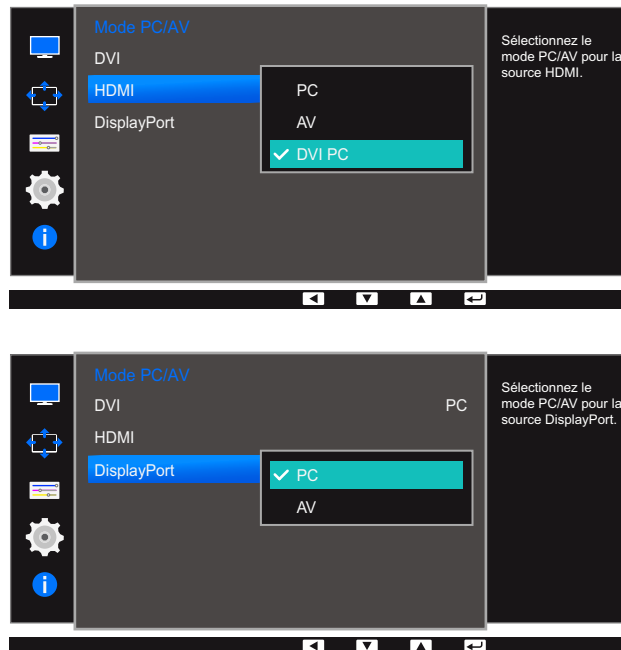 Mode PC/AV
DVI
HDMI
DisplayPort
PC
AV
DVI PC
Sélectionnez le
mode PC/AV pour la
source HDMI.
Mode PC/AV
DVI PC
HDMI
DisplayPort
PC
AV
Sélectionnez le
mode PC/AV pour la
source DisplayPort.